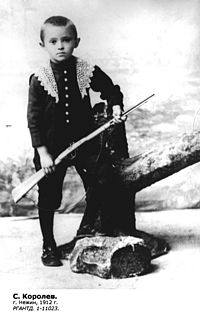 С. Королев.
г. Нежин, 1912 г.
РГАНТД. 1-11023.